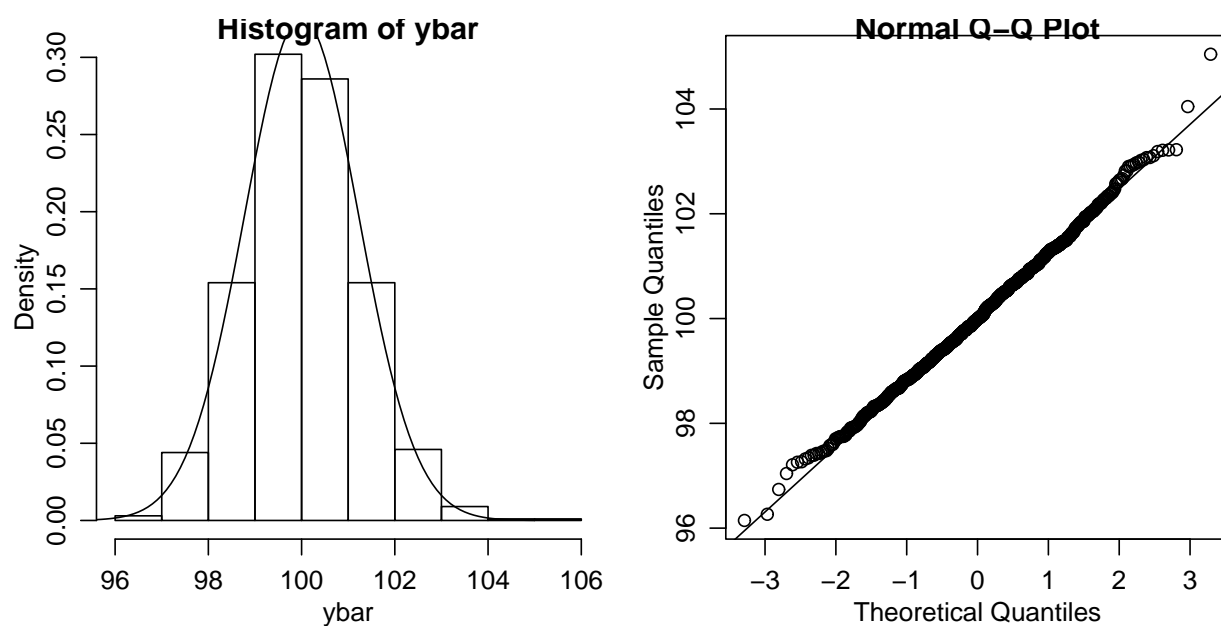 Histogram of ybar
Density
0.00 0.05 0.10 0.15 0.20 0.25 0.30
96 98 100 102 104 106
ybar
Normal Q−Q Plot
Sample Quantiles
96 98 100 102 104
−3 −2 −1 0 1 2 3
Theoretical Quantiles